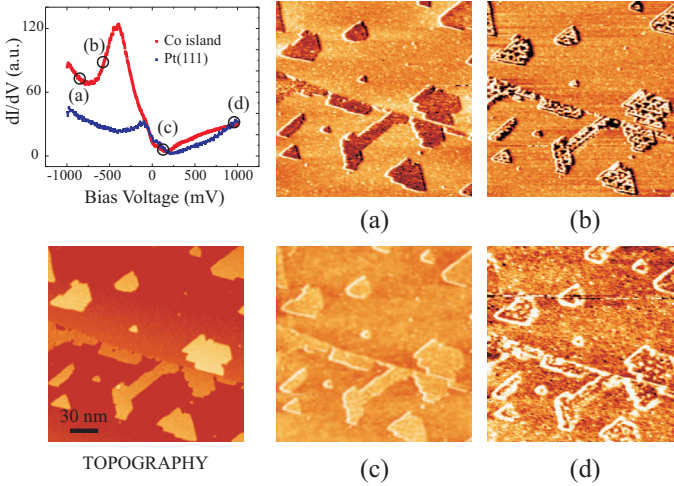 120
60
0
dI/dV (a.u.)
Co island
Pt(111)
(b)
(a)
(c)
(d)
-1000 -500 0 500 1000
Bias Voltage (mV)
(a)
(b)
30 nm
TOPOGRAPHY
(c)
(d)